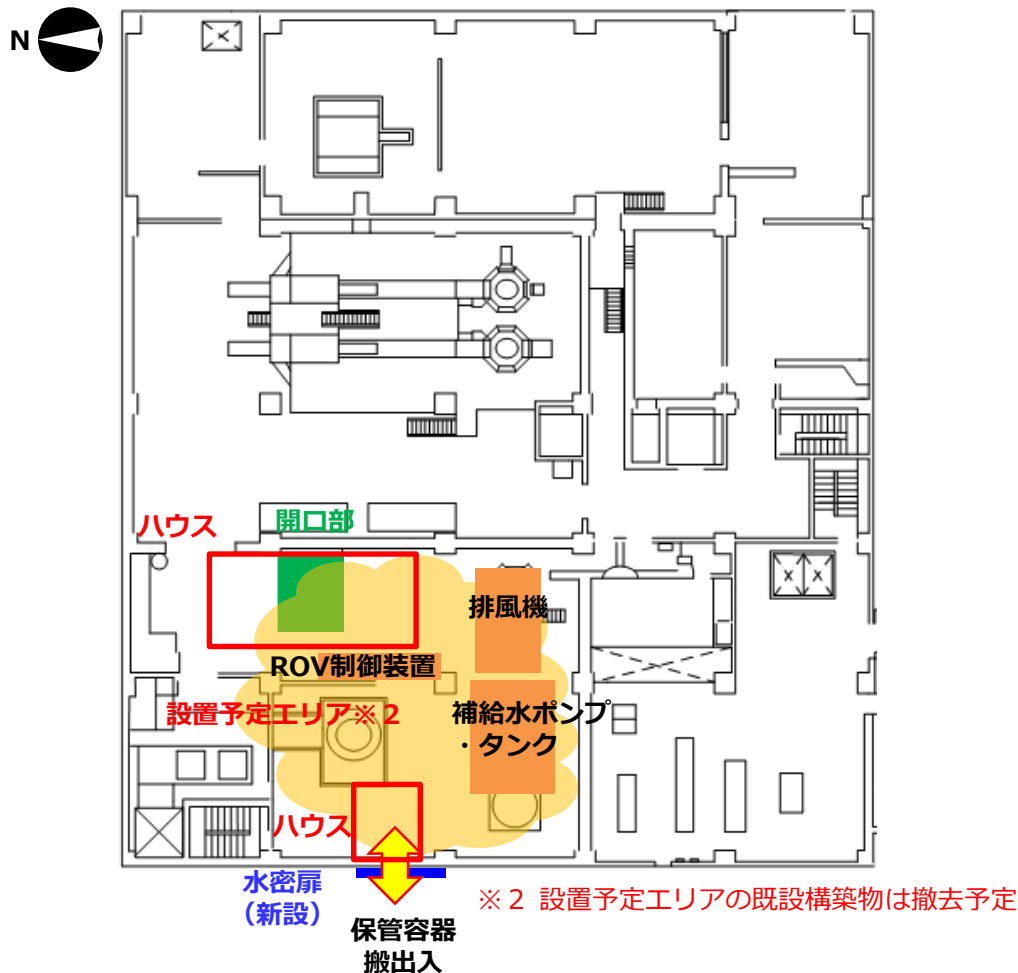 N
ハウス
開口部
排風機
ROV制御装置
設置予定エリア※2
補給水ポンプ
・タンク
ハウス
水密扉
（新設）
※２ 設置予定エリアの既設構築物は撤去予定
保管容器
搬出入